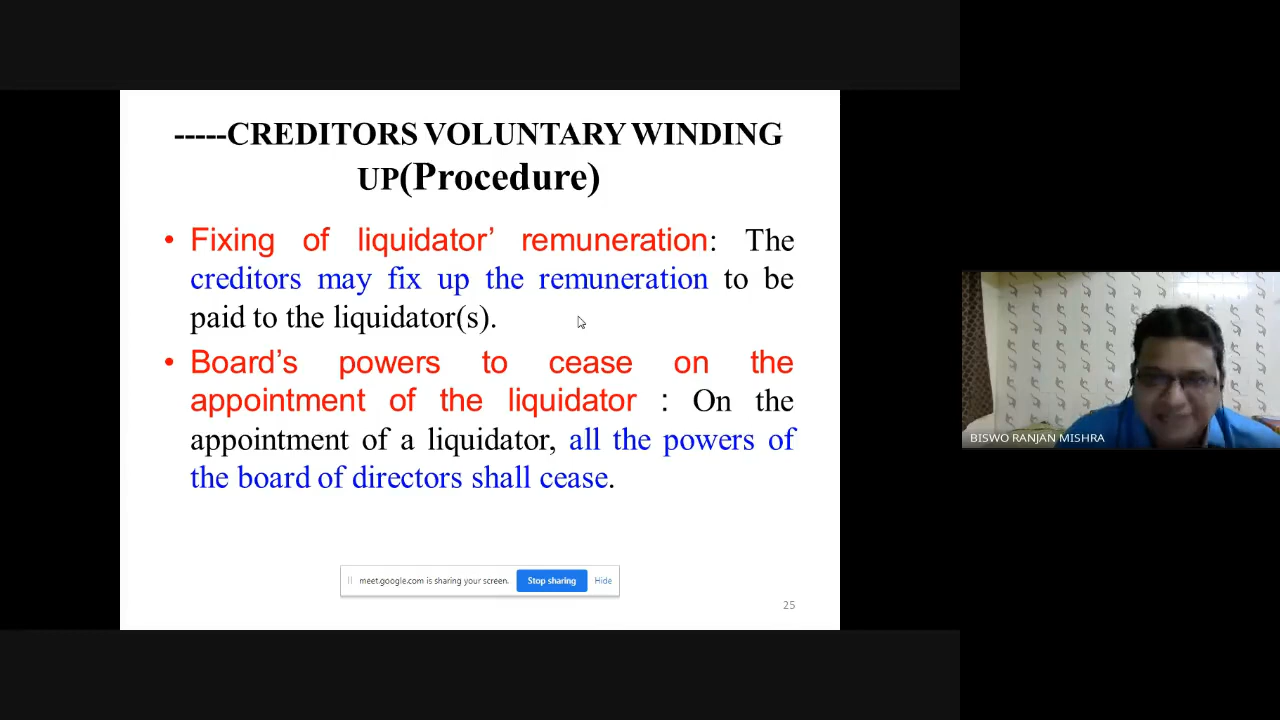 -----CREDITORS VOLUNTARY WINDING
UP(Procedure)
• Fixing of liquidator’ remuneration: The
creditors may fix up the remuneration to be
paid to the liquidator(s).
• Board’s powers to cease on the
appointment of the liquidator : On the
appointment of a liquidator, all the powers of
the board of directors shall cease.
meet.google.com is sharing your screen. Stop sharing Hide
25
BISWO RANJAN MISHRA